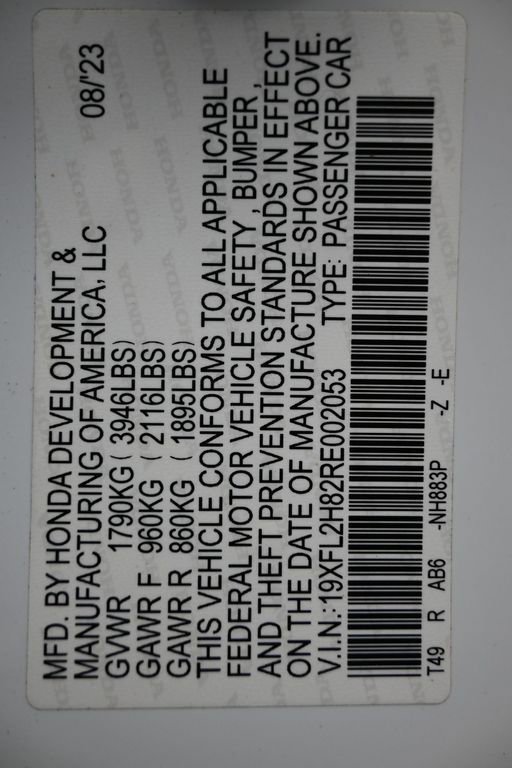 MFD. BY HONDA DEVELOPMENT &
MANUFACTURING OF AMERICA, LLC 08/'23
GVWR 1790KG ( 3946LBS)
GAWR F 960KG ( 2116LBS)
GAWR R 860KG ( 1895LBS)
THIS VEHICLE CONFORMS TO ALL APPLICABLE
FEDERAL MOTOR VEHICLE SAFETY , BUMPER ,
AND THEFT PREVENTION STANDARDS IN EFFECT
ON THE DATE OF MANUFACTURE SHOWN ABOVE.
V.I.N.:19XFL2H82RE002053 TYPE: PASSENGER CAR
T49 R AB6 -NH883P -Z -E